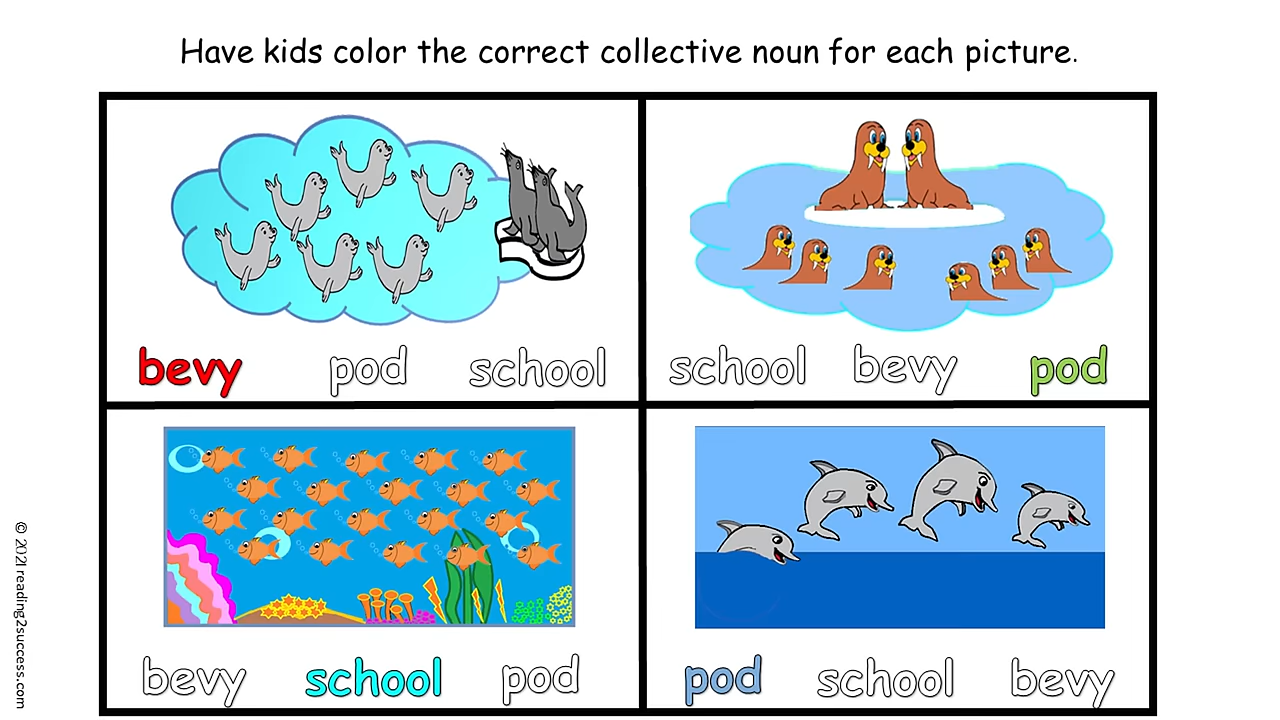 Have kids color the correct collective noun for each picture.
bevy pod school
school bevy pod
bevy school pod
pod school bevy
© 2021 reading2success.com